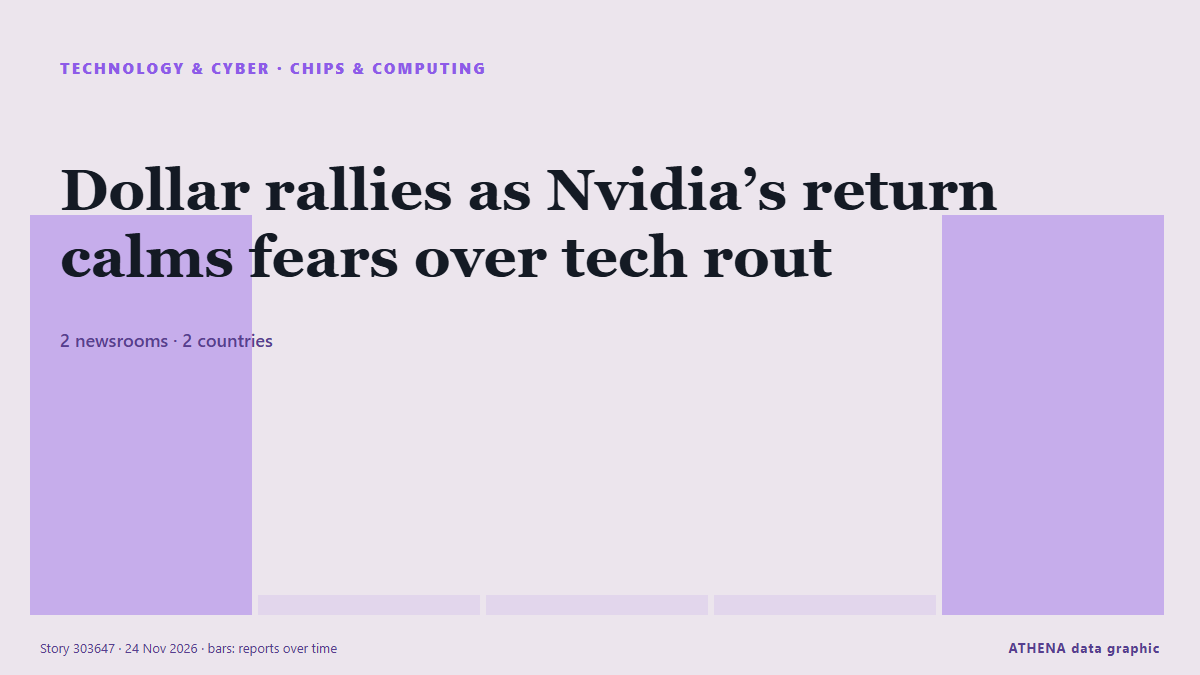 TECHNOLOGY & CYBER · CHIPS & COMPUTING
Dollar rallies as Nvidia’s return
calms fears over tech rout
2 newsrooms · 2 countries
Story 303647 · 24 Nov 2026 · bars: reports over time
ATHENA data graphic